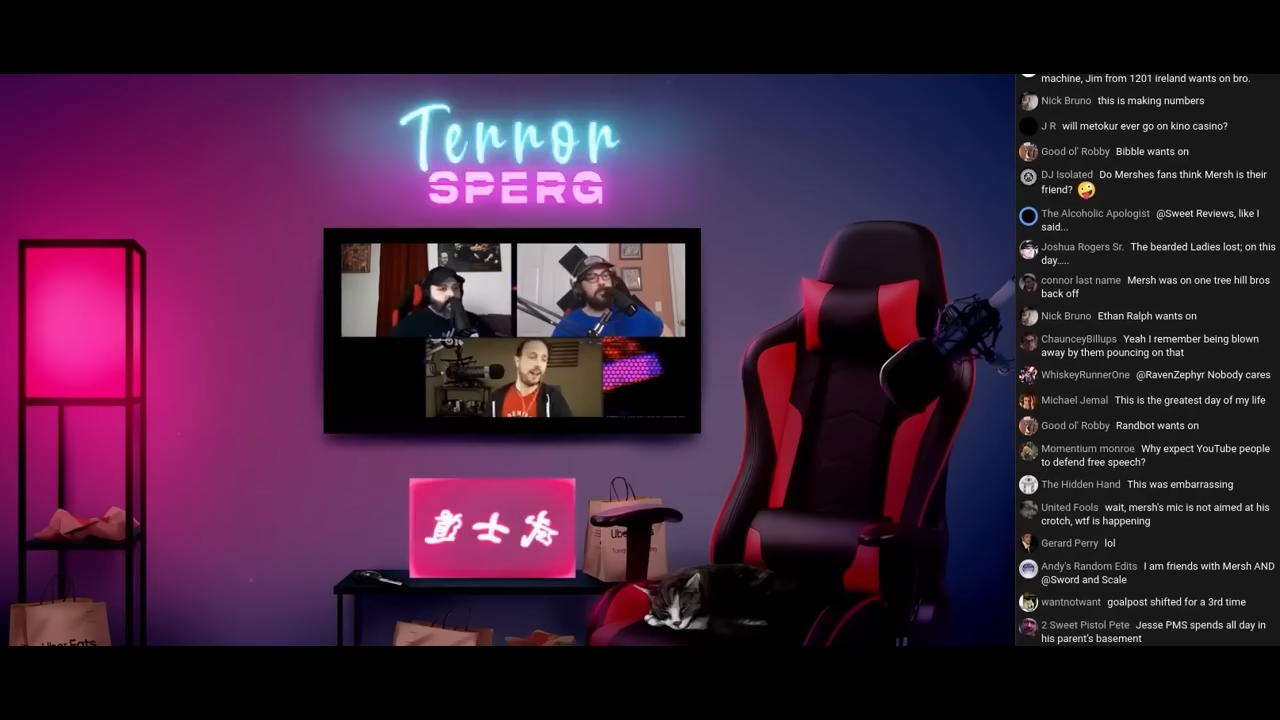 Terror
SPERG
Uber
Uber Eats
machine, Jim from 1201 ireland wants on bro.
Nick Bruno this is making numbers
J R will metokur ever go on kino casino?
Good ol' Robby Bibble wants on
DJ Isolated Do Mershes fans think Mersh is their
friend? 🤪
The Alcoholic Apologist @Sweet Reviews, like I
said...
Joshua Rogers Sr. The bearded Ladies lost; on this
day.....
connor last name Mersh was on one tree hill bros
back off
Nick Bruno Ethan Ralph wants on
ChaunceyBillups Yeah I remember being blown
away by them pouncing on that
WhiskeyRunnerOne @RavenZephyr Nobody cares
Michael Jemal This is the greatest day of my life
Good ol' Robby Randbot wants on
Momentium monroe Why expect YouTube people
to defend free speech?
The Hidden Hand This was embarrassing
United Fools wait, mersh's mic is not aimed at his
crotch, wtf is happening
Gerard Perry lol
Andy's Random Edits I am friends with Mersh AND
@Sword and Scale
wantnotwant goalpost shifted for a 3rd time
2 Sweet Pistol Pete Jesse PMS spends all day in
his parent's basement